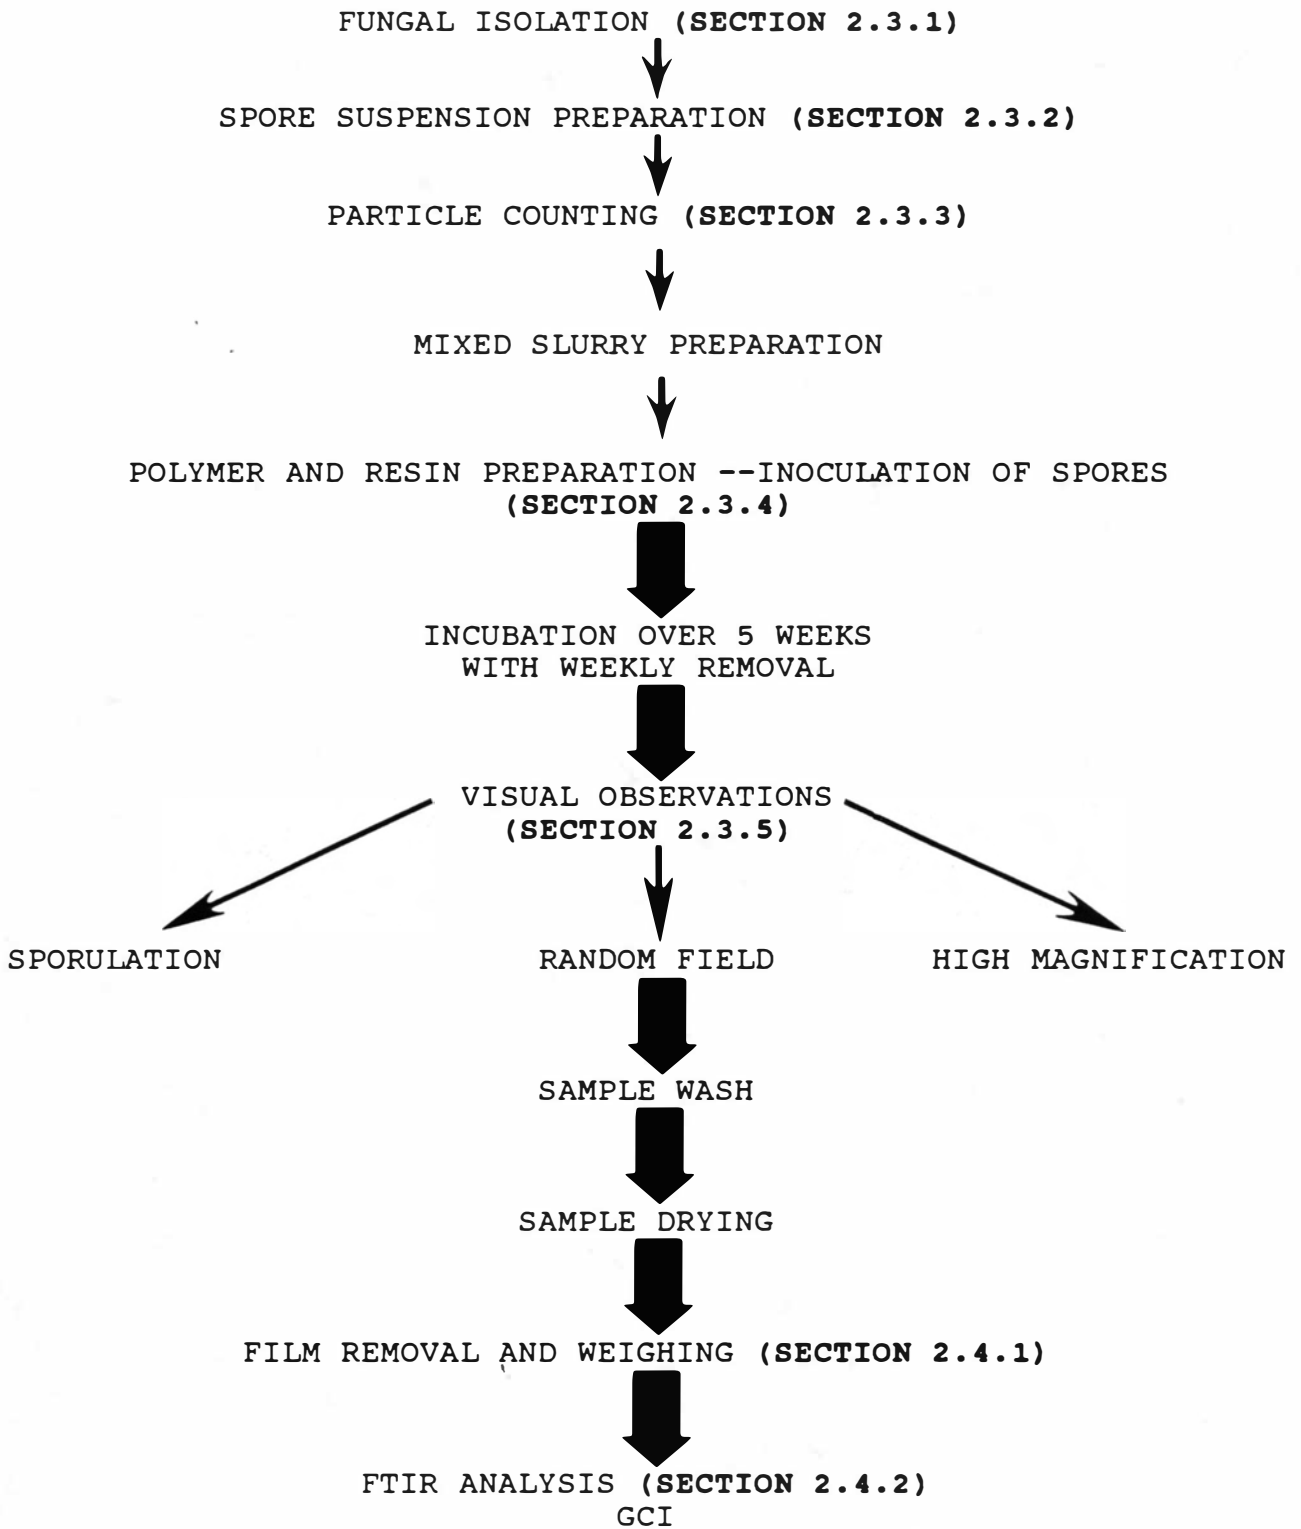 FUNGAL ISOLATION (SECTION 2.3.1)
SPORE SUSPENSION PREPARATION (SECTION 2.3.2)
PARTICLE COUNTING (SECTION 2.3.3)
MIXED SLURRY PREPARATION
POLYMER AND RESIN PREPARATION --INOCULATION OF SPORES
(SECTION 2.3.4)
INCUBATION OVER 5 WEEKS
WITH WEEKLY REMOVAL
VISUAL OBSERVATIONS
(SECTION 2.3.5)
SPORULATION RANDOM FIELD HIGH MAGNIFICATION
SAMPLE WASH
SAMPLE DRYING
FILM REMOVAL AND WEIGHING (SECTION 2.4.1)
FTIR ANALYSIS (SECTION 2.4.2)
GCI